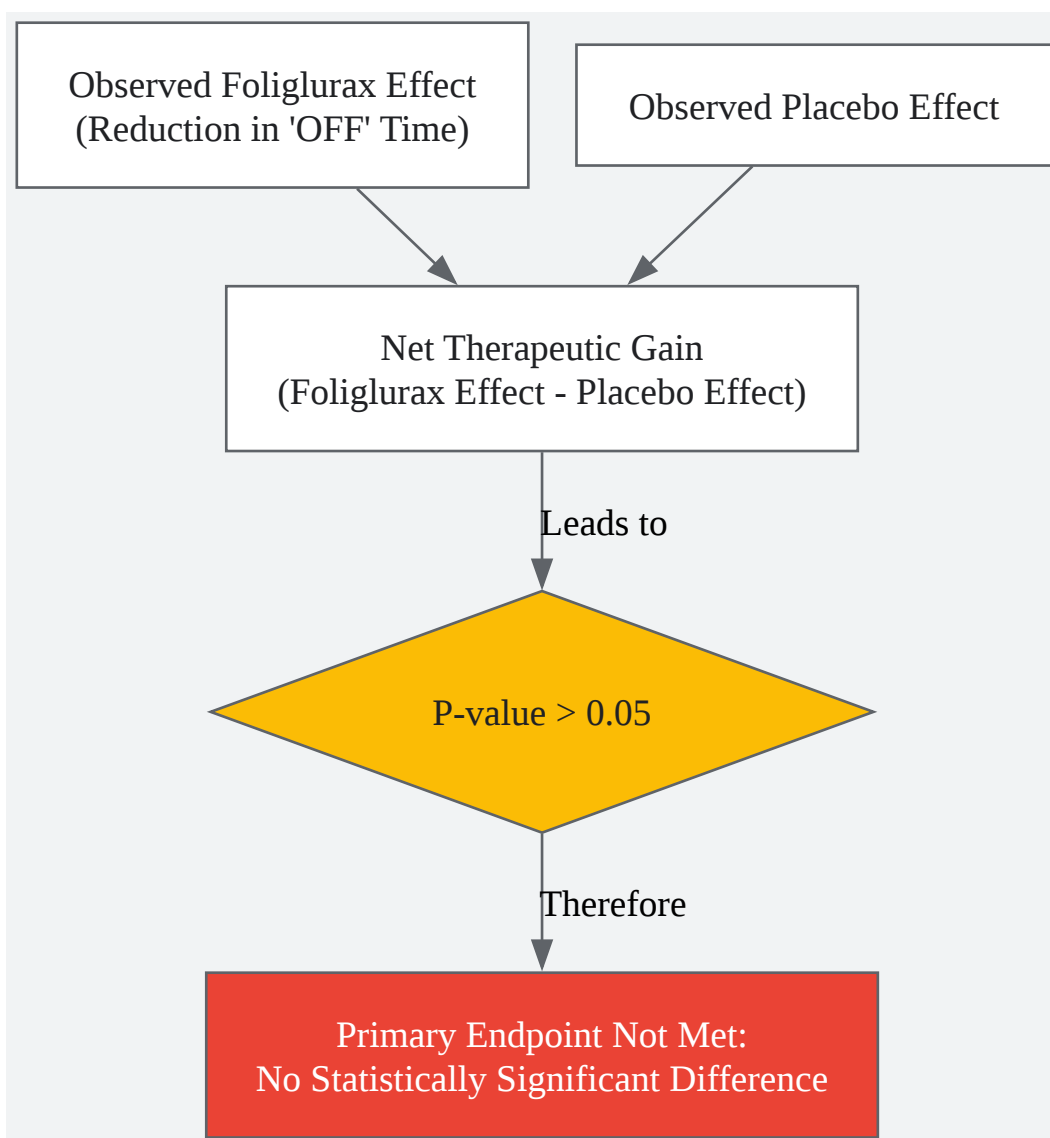 Observed Foliglurax Effect
(Reduction in 'OFF' Time)
Observed Placebo Effect
Net Therapeutic Gain
(Foliglurax Effect - Placebo Effect)
Leads to
P-value > 0.05
Therefore
Primary Endpoint Not Met:
No Statistically Significant Difference